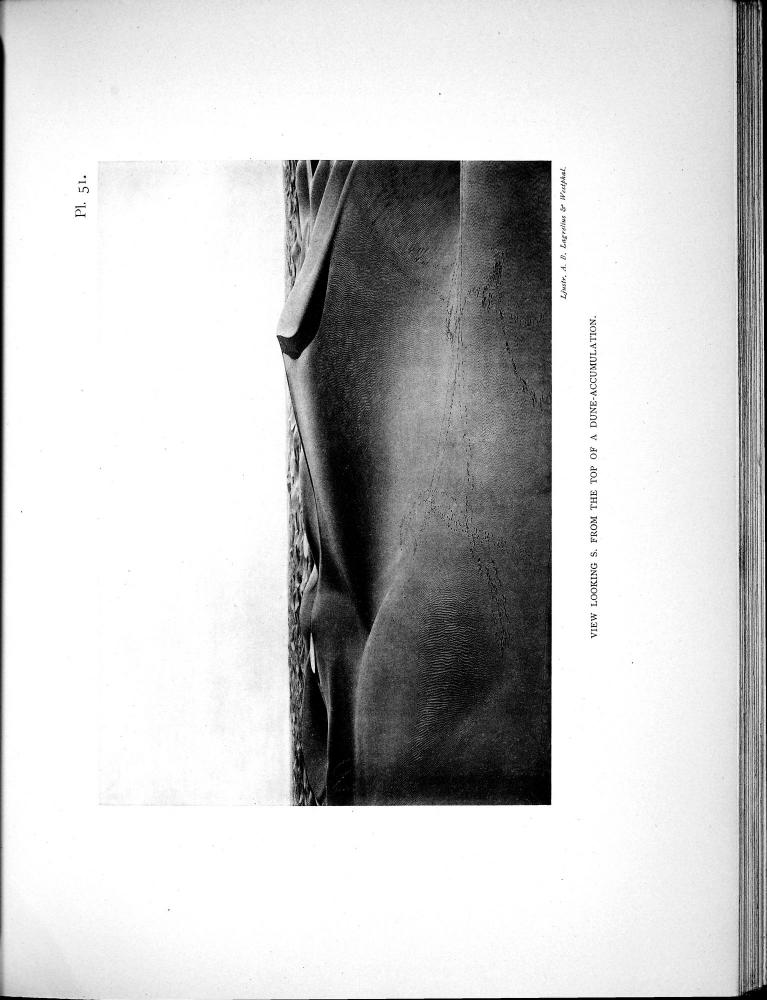 Pl. 51.
Ljustr. A. B. Lagrelius & Westphal.
VIEW LOOKING S. FROM THE TOP OF A DUNE-ACCUMULATION.